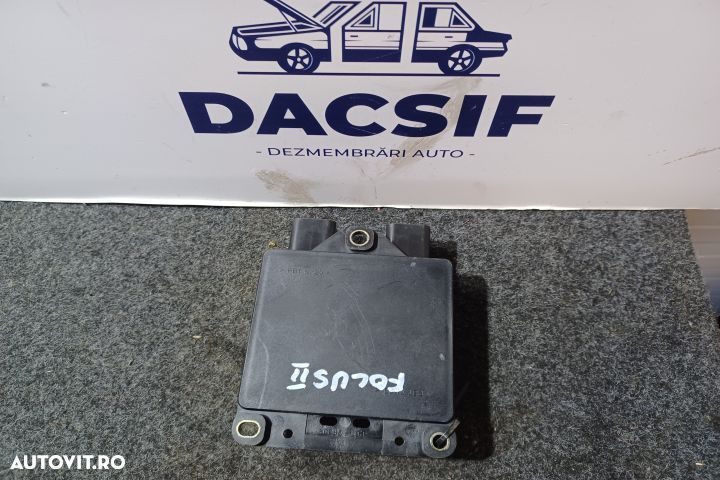 DACSIF
- DEZMEMBRĂRI AUTO -
FOCUS II
AUTOVIT.RO